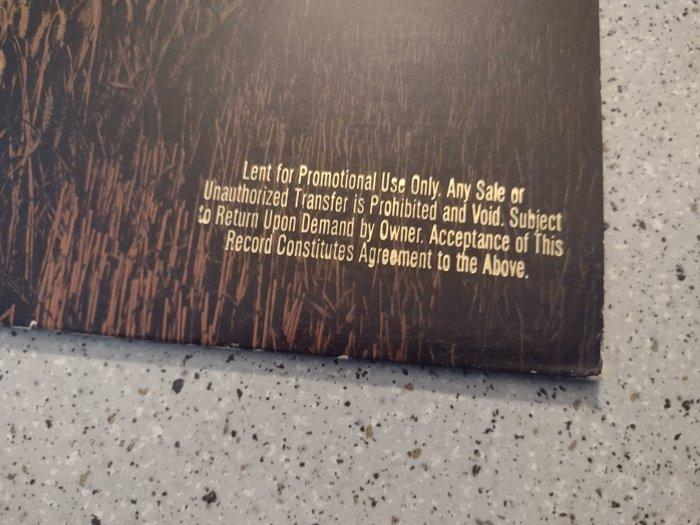 Lent for Promotional Use Only. Any Sale or
Unauthorized Transfer is Prohibited and Void. Subject
to Return Upon Demand by Owner. Acceptance of This
Record Constitutes Agreement to the Above.